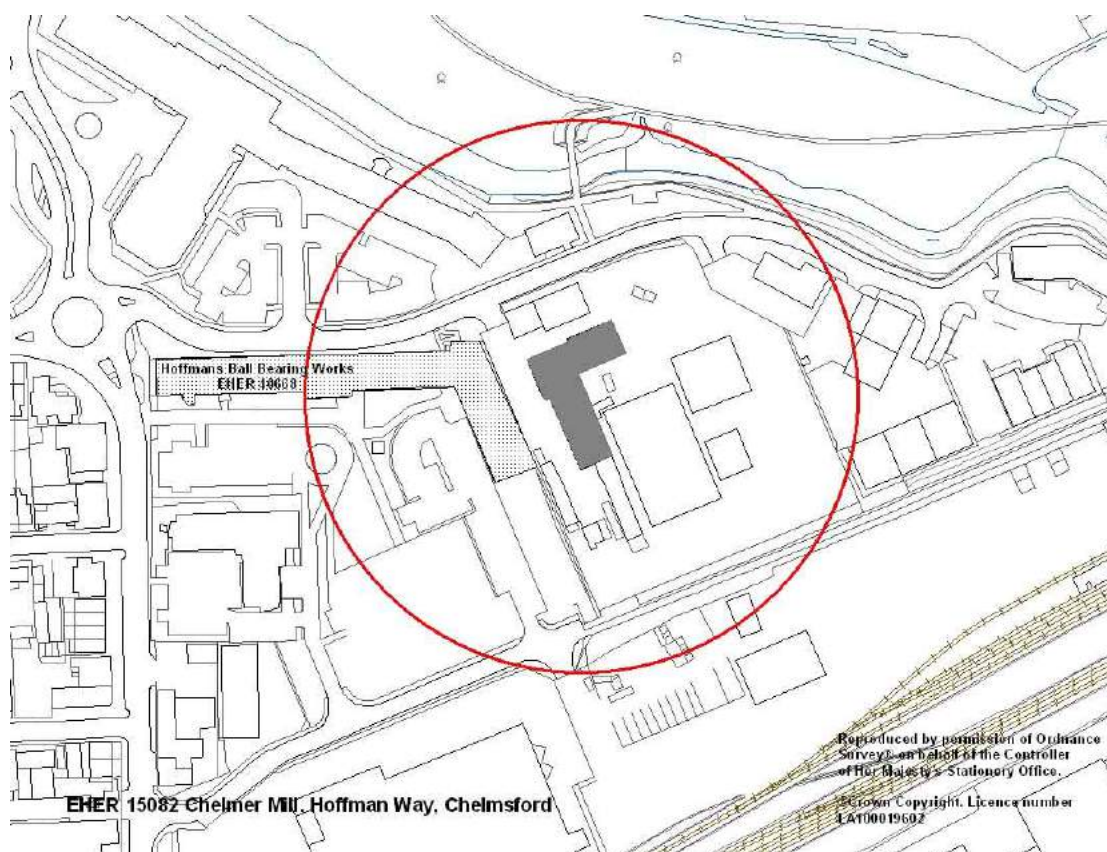 Hoffmans Ball Bearing Works
EHER 40668
Reproduced by permission of Ordnance
Survey® on behalf of the Controller
of Her Majesty's Stationery Office.
©Crown Copyright. Licence number
LA100019602
EHER 15082 Chelmer Mill, Hoffman Way, Chelmsford